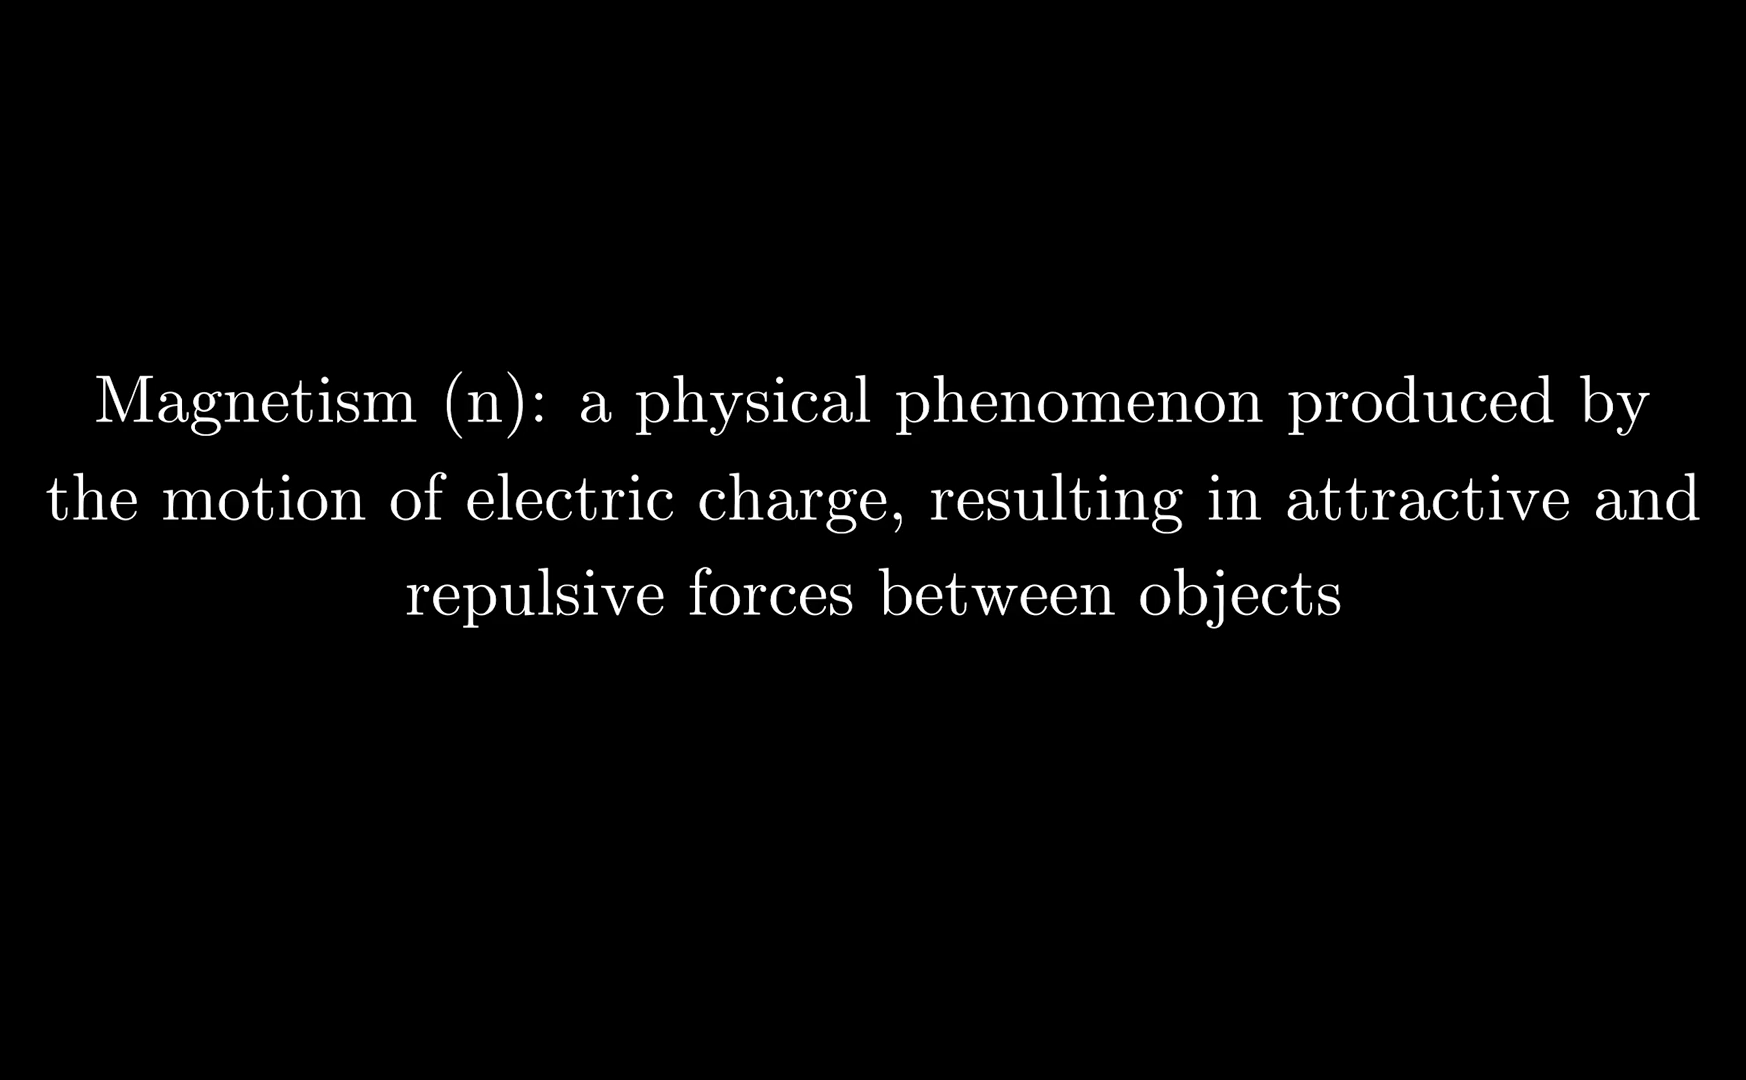 Magnetism (n): a physical phenomenon produced by
the motion of electric charge, resulting in attractive and
repulsive forces between objects